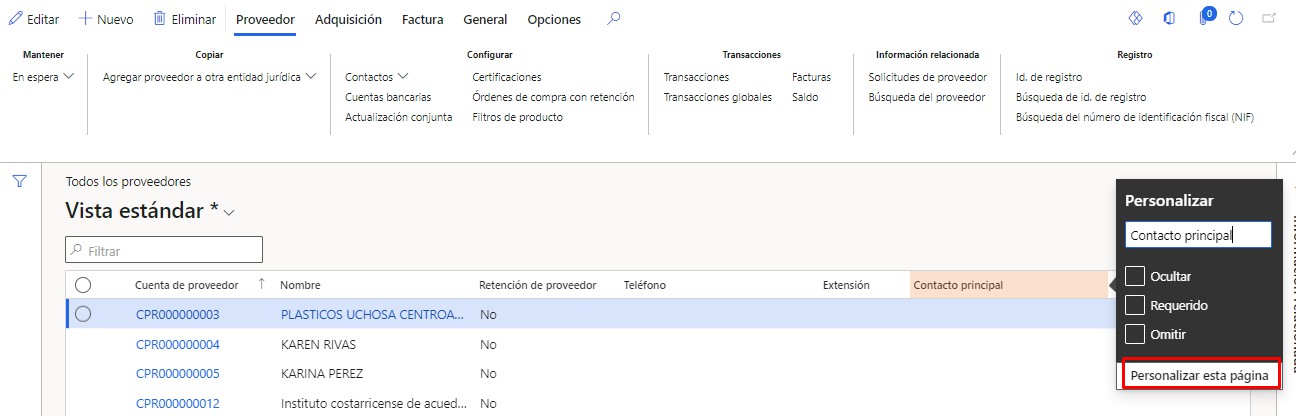 Editar Nuevo Eliminar Proveedor Adquisición Factura General Opciones 0
Mantener Copiar Configurar Transacciones Información relacionada Registro
En espera Agregar proveedor a otra entidad jurídica Contactos Certificaciones Transacciones Facturas Solicitudes de proveedor Id. de registro
Cuentas bancarias Órdenes de compra con retención Transacciones globales Saldo Búsqueda del proveedor Búsqueda de id. de registro
Actualización conjunta Filtros de producto Búsqueda del número de identificación fiscal (NIF)
Todos los proveedores
Vista estándar *
Filtrar
Cuenta de proveedor Nombre Retención de proveedor Teléfono Extensión Contacto principal
CPR000000003 PLASTICOS UCHOSA CENTROA... No
CPR000000004 KAREN RIVAS No
CPR000000005 KARINA PEREZ No
CPR000000012 Instituto costarricense de acued... No
Personalizar
Contacto principal
Ocultar
Requerido
Omitir
Personalizar esta página